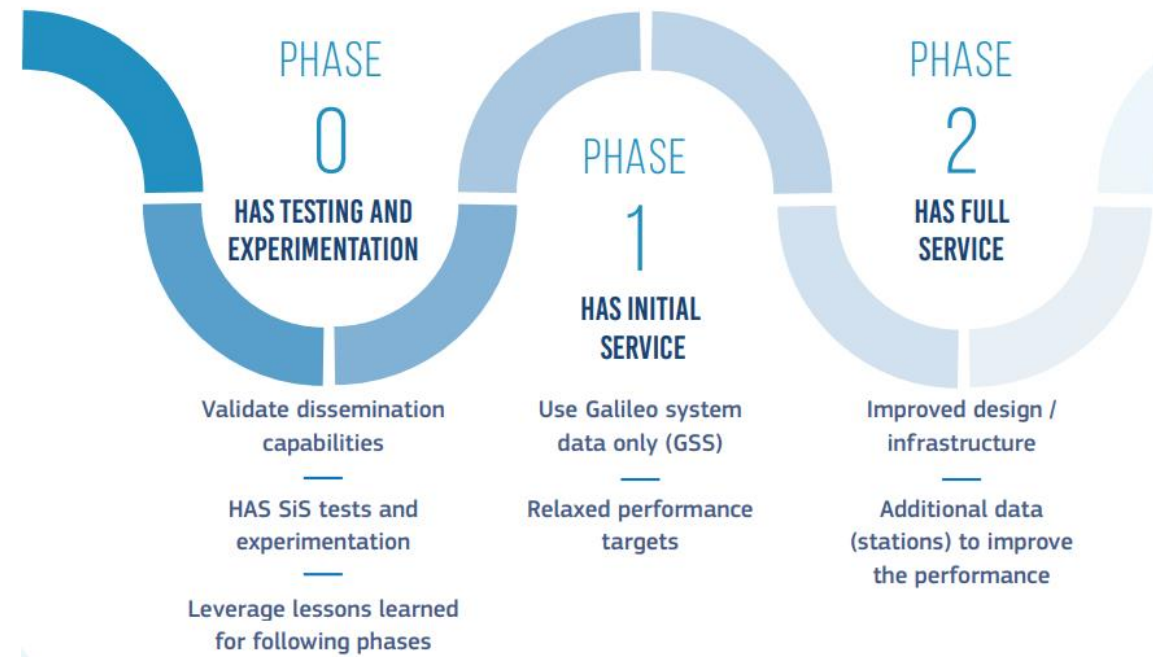 PHASE
0
HAS TESTING AND
EXPERIMENTATION
Validate dissemination
capabilities
HAS SiS tests and
experimentation
Leverage lessons learned
for following phases
PHASE
1
HAS INITIAL
SERVICE
Use Galileo system
data only (GSS)
Relaxed performance
targets
PHASE
2
HAS FULL
SERVICE
Improved design /
infrastructure
Additional data
(stations) to improve
the performance